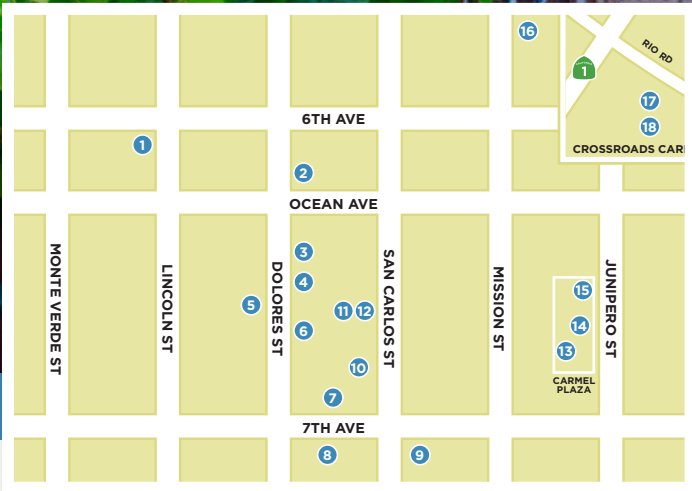 16
RIO RD
1
17
18
CROSSROADS CAR
6TH AVE
1
2
OCEAN AVE
MONTE VERDE ST
LINCOLN ST
DOLORES ST
SAN CARLOS ST
MISSION ST
JUNIPERO ST
3
4
5
6
11
12
15
14
13
10
7
CARMEL
PLAZA
7TH AVE
8
9